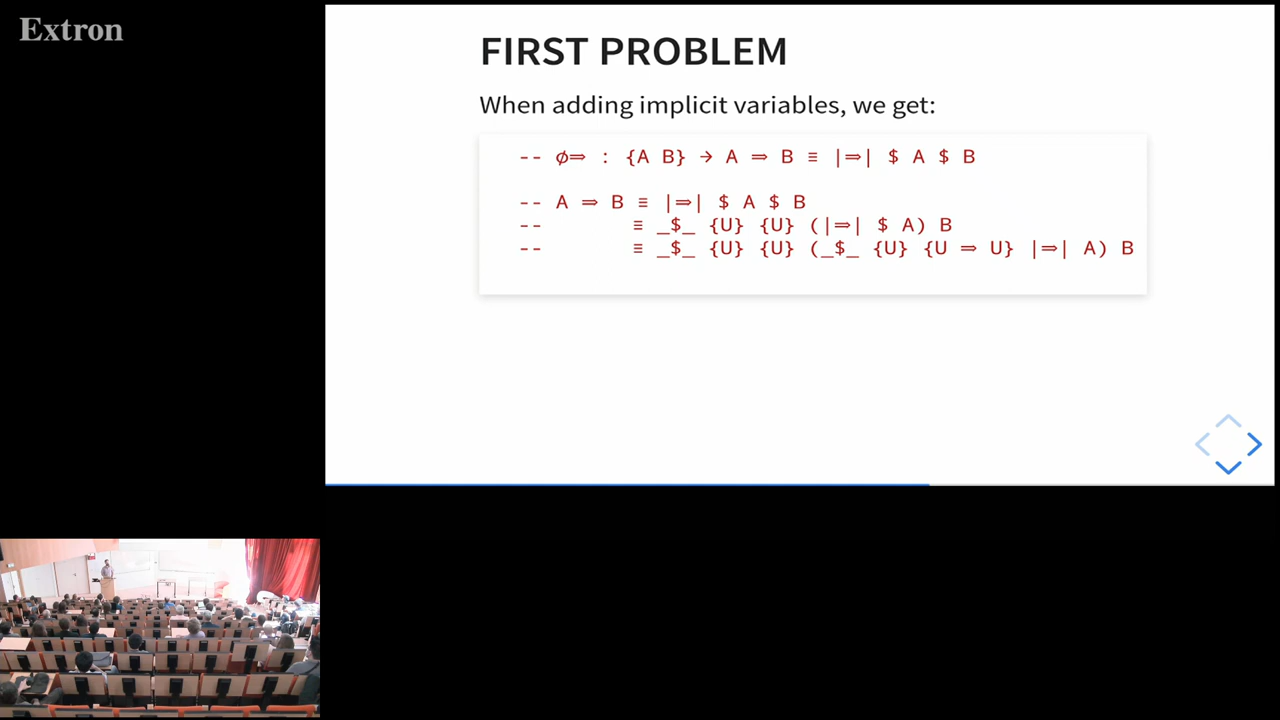 Extron
FIRST PROBLEM
When adding implicit variables, we get:
-- ø⇒ : {A B} → A ⇒ B ≡ |⇒| $ A $ B
-- A ⇒ B ≡ |⇒| $ A $ B
-- ≡ _$_ {U} {U} (|⇒| $ A) B
-- ≡ _$_ {U} {U} (_$_ {U} {U ⇒ U} |⇒| A) B